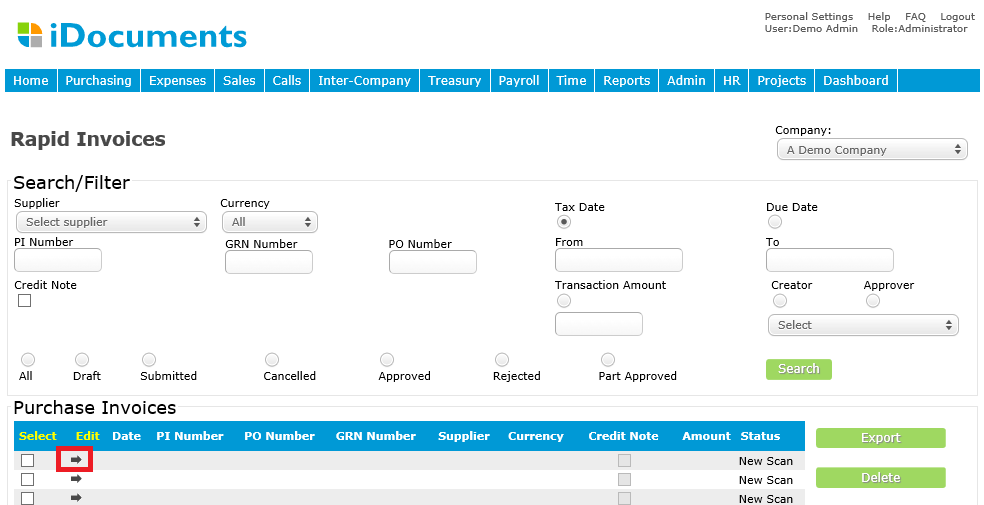 Personal Settings Help FAQ Logout
User:Demo Admin Role:Administrator
iDocuments
Home Purchasing Expenses Sales Calls Inter-Company Treasury Payroll Time Reports Admin HR Projects Dashboard
Rapid Invoices
Company:
A Demo Company
Search/Filter
Supplier Currency Tax Date Due Date
Select supplier All
PI Number GRN Number PO Number From To
Credit Note Transaction Amount Creator Approver
Select
All Draft Submitted Cancelled Approved Rejected Part Approved Search
Purchase Invoices
Select Edit Date PI Number PO Number GRN Number Supplier Currency Credit Note Amount Status Export
New Scan
New Scan Delete
New Scan